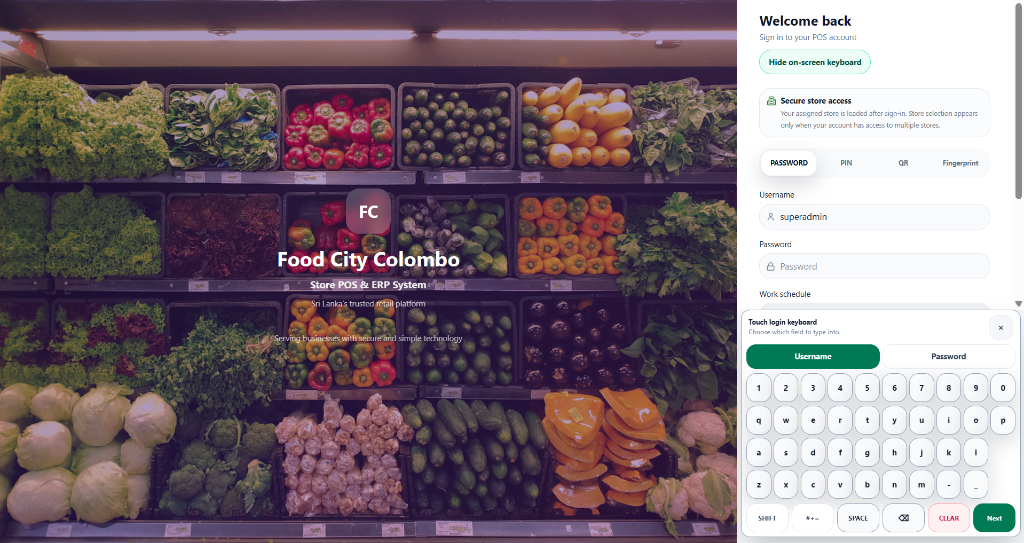 FC
Food City Colombo
Store POS & ERP System
Sri Lanka's trusted retail platform
Serving businesses with secure and simple technology
Welcome back
Sign in to your POS account
Hide on-screen keyboard
Secure store access
Your assigned store is loaded after sign-in. Store selection appears
only when your account has access to multiple stores.
PASSWORD PIN QR Fingerprint
Username
superadmin
Password
Password
Work schedule
Touch login keyboard
Choose which field to type into.
×
Username Password
1 2 3 4 5 6 7 8 9 0
q w e r t y u i o p
a s d f g h j k l
z x c v b n m - _
SHIFT #+= SPACE ⌫ CLEAR Next